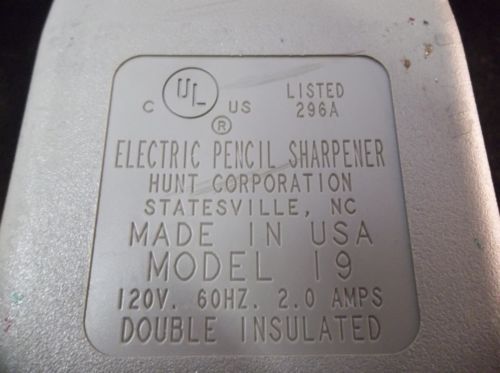 C UL US LISTED
® 296A
ELECTRIC PENCIL SHARPENER
HUNT CORPORATION
STATESVILLE, NC
MADE IN USA
MODEL 19
120V. 60HZ. 2.0 AMPS
DOUBLE INSULATED